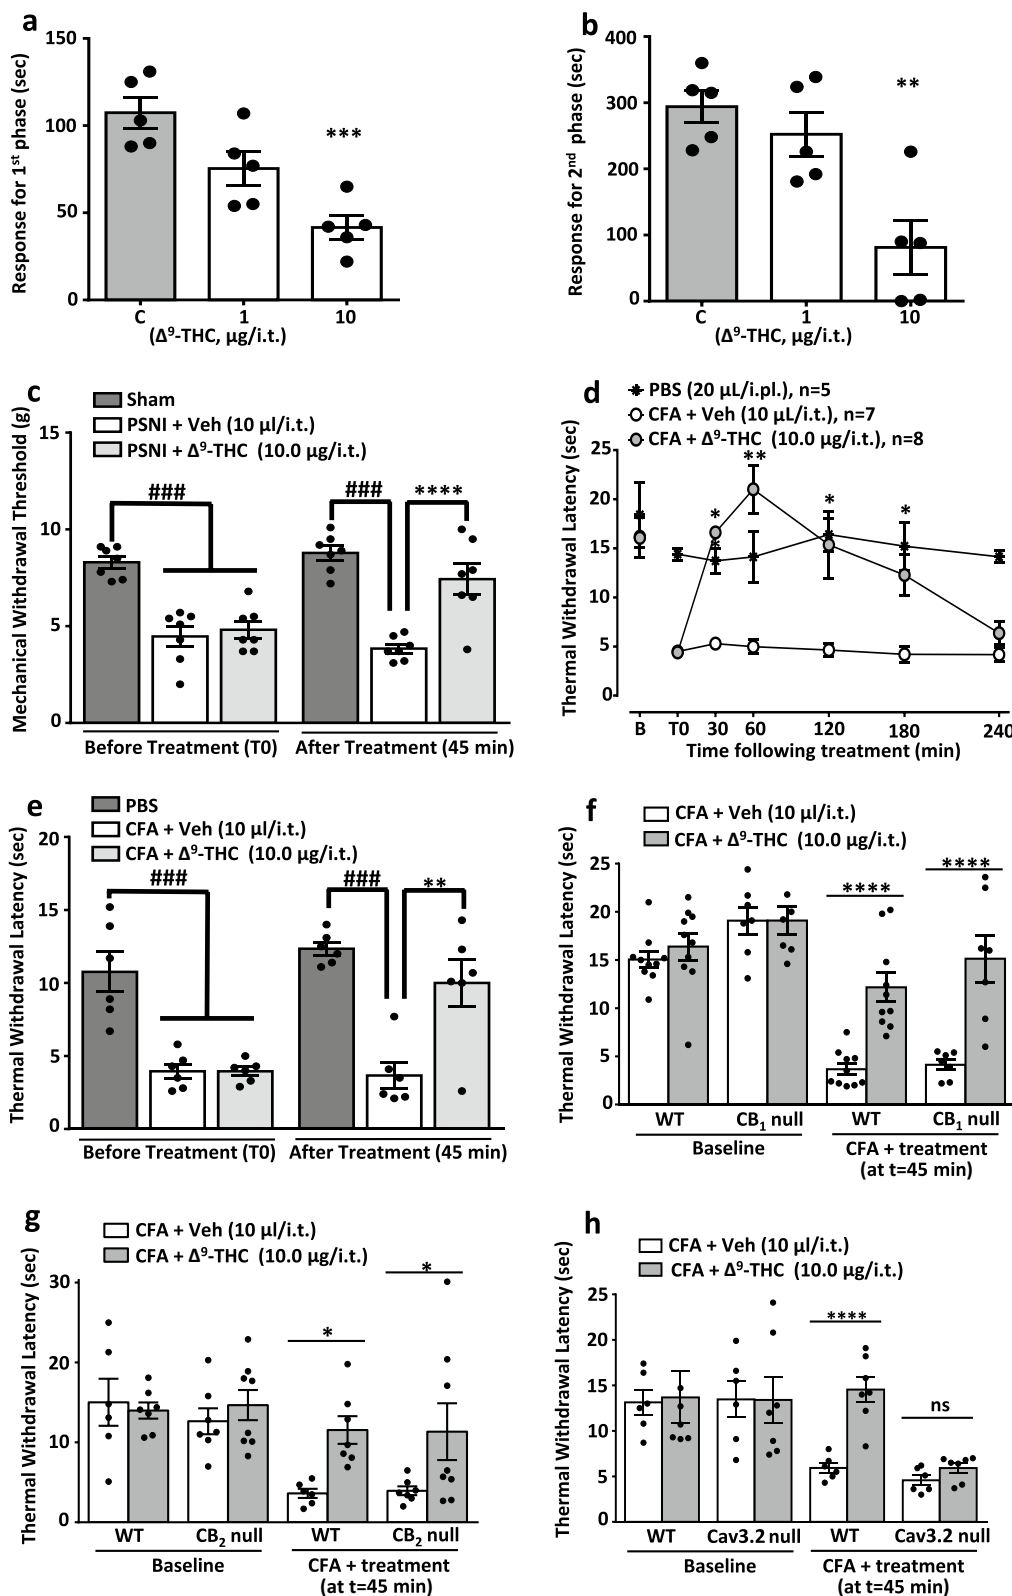 a
Response for 1st phase (sec)
150
100
50
0
***
C
1
10
(Δ9-THC, μg/i.t.)
b
Response for 2nd phase (sec)
400
300
200
100
0
**
C
1
10
(Δ9-THC, μg/i.t.)
c
Sham
PSNI + Veh (10 μl/i.t.)
PSNI + Δ9-THC (10.0 μg/i.t.)
Mechanical Withdrawal Threshold (g)
15
10
5
0
###
###
****
Before Treatment (T0)
After Treatment (45 min)
d
PBS (20 μL/i.pl.), n=5
CFA + Veh (10 μL/i.t.), n=7
CFA + Δ9-THC (10.0 μg/i.t.), n=8
Thermal Withdrawal Latency (sec)
25
20
15
10
5
0
*
**
*
*
B
T0
30
60
120
180
240
Time following treatment (min)
e
PBS
CFA + Veh (10 μl/i.t.)
CFA + Δ9-THC (10.0 μg/i.t.)
Thermal Withdrawal Latency (sec)
20
15
10
5
0
###
###
**
Before Treatment (T0)
After Treatment (45 min)
f
CFA + Veh (10 μl/i.t.)
CFA + Δ9-THC (10.0 μg/i.t.)
Thermal Withdrawal Latency (sec)
25
20
15
10
5
0
****
****
WT
CB1 null
WT
CB1 null
Baseline
CFA + treatment
(at t=45 min)
g
CFA + Veh (10 μl/i.t.)
CFA + Δ9-THC (10.0 μg/i.t.)
Thermal Withdrawal Latency (sec)
30
20
10
0
*
*
WT
CB2 null
WT
CB2 null
Baseline
CFA + treatment
(at t=45 min)
h
CFA + Veh (10 μl/i.t.)
CFA + Δ9-THC (10.0 μg/i.t.)
Thermal Withdrawal Latency (sec)
25
20
15
10
5
0
****
ns
WT
Cav3.2 null
WT
Cav3.2 null
Baseline
CFA + treatment
(at t=45 min)